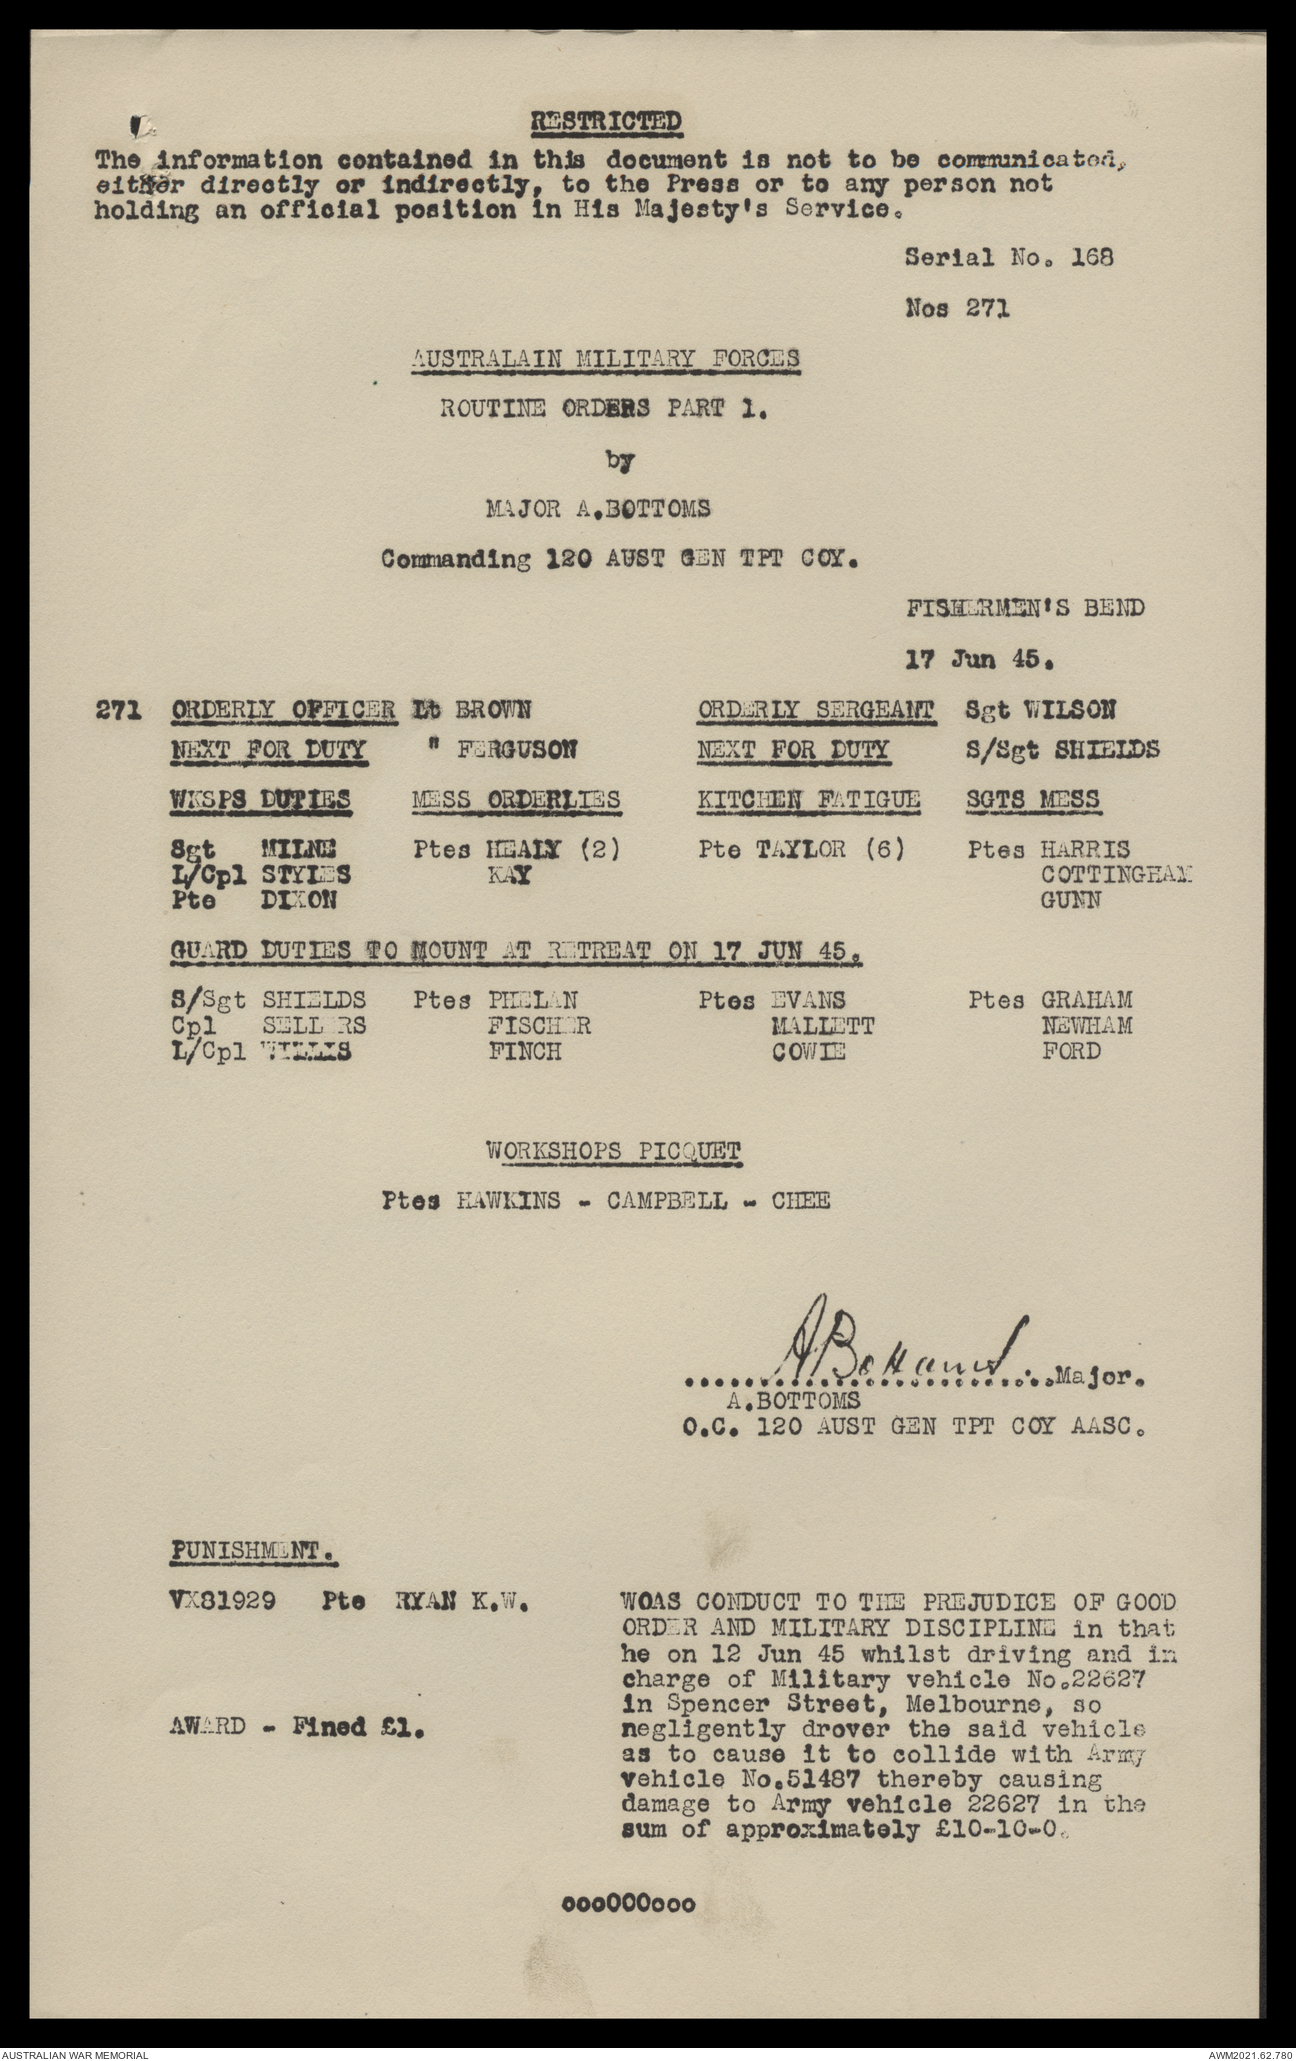 RESTRICTED
The information contained in this document is not to be communicated,
either directly or indirectly, to the Press or to any person not
holding an official position in His Majesty's Service.
Serial No. 168
Nos 271
AUSTRALAIN MILITARY FORCES
ROUTINE ORDERS PART 1.
by
MAJOR A.BOTTOMS
Commanding 120 AUST GEN TPT COY.
FISHERMEN'S BEND
17 Jun 45.
271 ORDERLY OFFICER Lt BROWN ORDERLY SERGEANT Sgt WILSON
NEXT FOR DUTY " FERGUSON NEXT FOR DUTY S/Sgt SHIELDS
WKSPS DUTIES MESS ORDERLIES KITCHEN FATIGUE SGTS MESS
Sgt MILNE Ptes HEALY (2) Pte TAYLOR (6) Ptes HARRIS
L/Cpl STYLES KAY COTTINGHAM
Pte DIXON GUNN
GUARD DUTIES TO MOUNT AT RETREAT ON 17 JUN 45.
S/Sgt SHIELDS Ptes PHELAN Ptes EVANS Ptes GRAHAM
Cpl SELLERS FISCHER MALLETT NEWHAM
L/Cpl WILLIS FINCH COWIE FORD
WORKSHOPS PICQUET
Ptes HAWKINS - CAMPBELL - CHEE
ABottoms
.........................Major.
A.BOTTOMS
O.C. 120 AUST GEN TPT COY AASC.
PUNISHMENT.
VX81929 Pte RYAN K.W. WOAS CONDUCT TO THE PREJUDICE OF GOOD
ORDER AND MILITARY DISCIPLINE in that
he on 12 Jun 45 whilst driving and in
charge of Military vehicle No.22627
in Spencer Street, Melbourne, so
AWARD - Fined £1. negligently drover the said vehicle
as to cause it to collide with Army
vehicle No.51487 thereby causing
damage to Army vehicle 22627 in the
sum of approximately £10-10-0.
ooo000ooo
AUSTRALIAN WAR MEMORIAL AWM2021.62.780